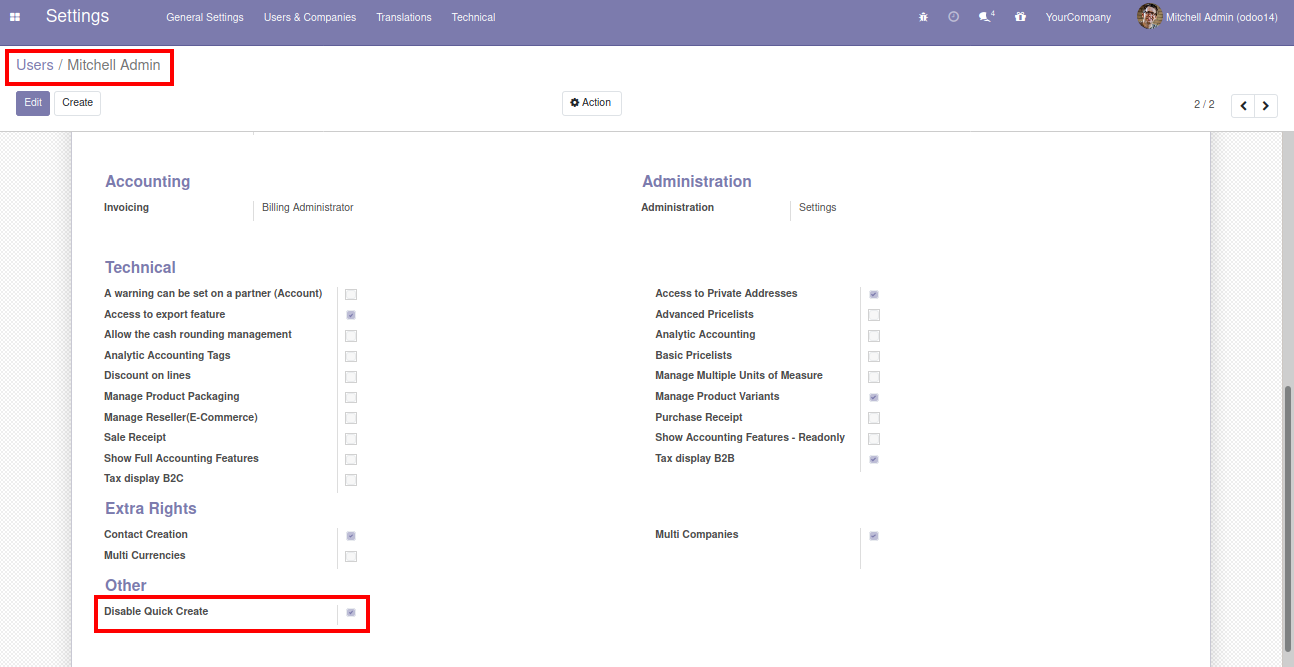 Settings General Settings Users & Companies Translations Technical 4 YourCompany Mitchell Admin (odoo14)
Users / Mitchell Admin
Edit Create Action 2 / 2
Accounting Administration
Invoicing Billing Administrator Administration Settings
Technical
A warning can be set on a partner (Account) Access to Private Addresses
Access to export feature Advanced Pricelists
Allow the cash rounding management Analytic Accounting
Analytic Accounting Tags Basic Pricelists
Discount on lines Manage Multiple Units of Measure
Manage Product Packaging Manage Product Variants
Manage Reseller(E-Commerce) Purchase Receipt
Sale Receipt Show Accounting Features - Readonly
Show Full Accounting Features Tax display B2B
Tax display B2C
Extra Rights
Contact Creation Multi Companies
Multi Currencies
Other
Disable Quick Create